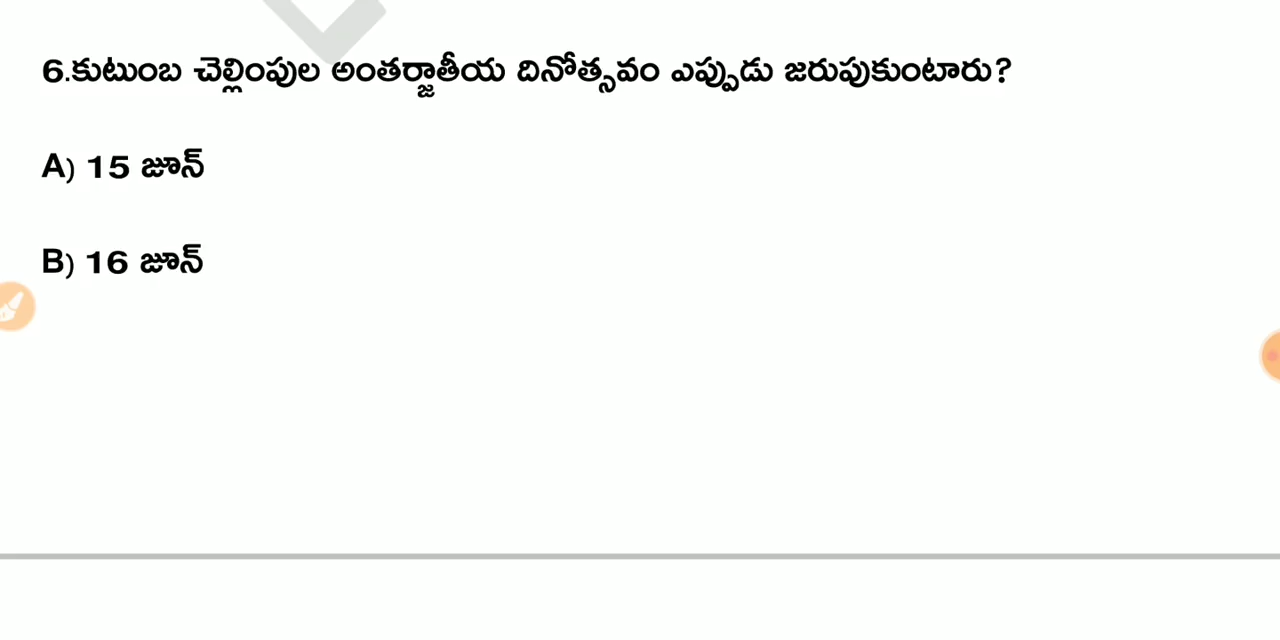 6.కుటుంబ చెల్లింపుల అంతర్జాతీయ దినోత్సవం ఎప్పుడు జరుపుకుంటారు?
A) 15 జూన్
B) 16 జూన్